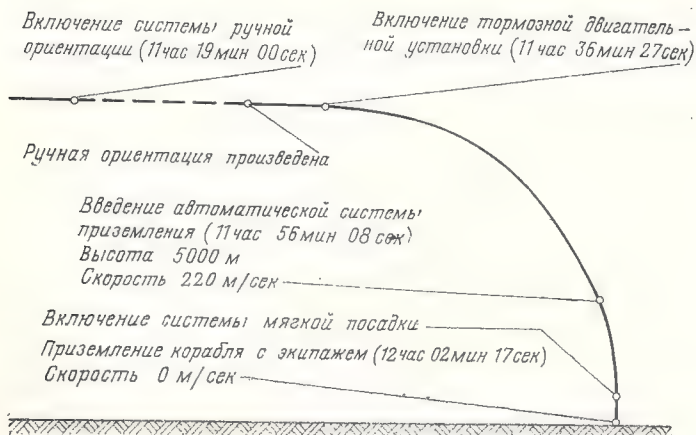 Включение системы ручной
ориентации (11час 19мин 00сек)
Включение тормозной двигатель-
ной установки (11 час 36мин 27сек)
Ручная ориентация произведена
Введение автоматической системы
приземления (11час 56мин 08сек)
Высота 5000 м
Скорость 220 м/сек
Включение системы мягкой посадки
Приземление корабля с экипажем (12час 02мин 17сек)
Скорость 0 м/сек